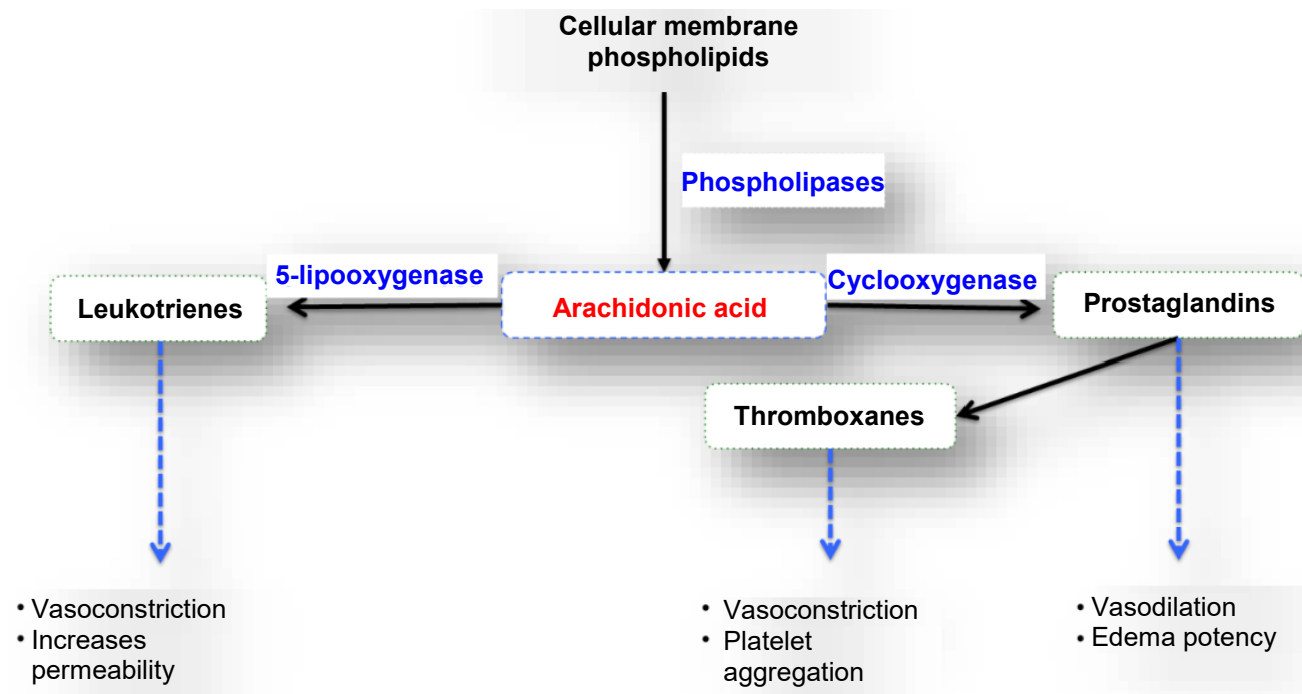 Cellular membrane
phospholipids
Phospholipases
5-lipooxygenase
Cyclooxygenase
Leukotrienes
Arachidonic acid
Prostaglandins
Thromboxanes
• Vasoconstriction
• Increases
permeability
• Vasoconstriction
• Platelet
aggregation
• Vasodilation
• Edema potency